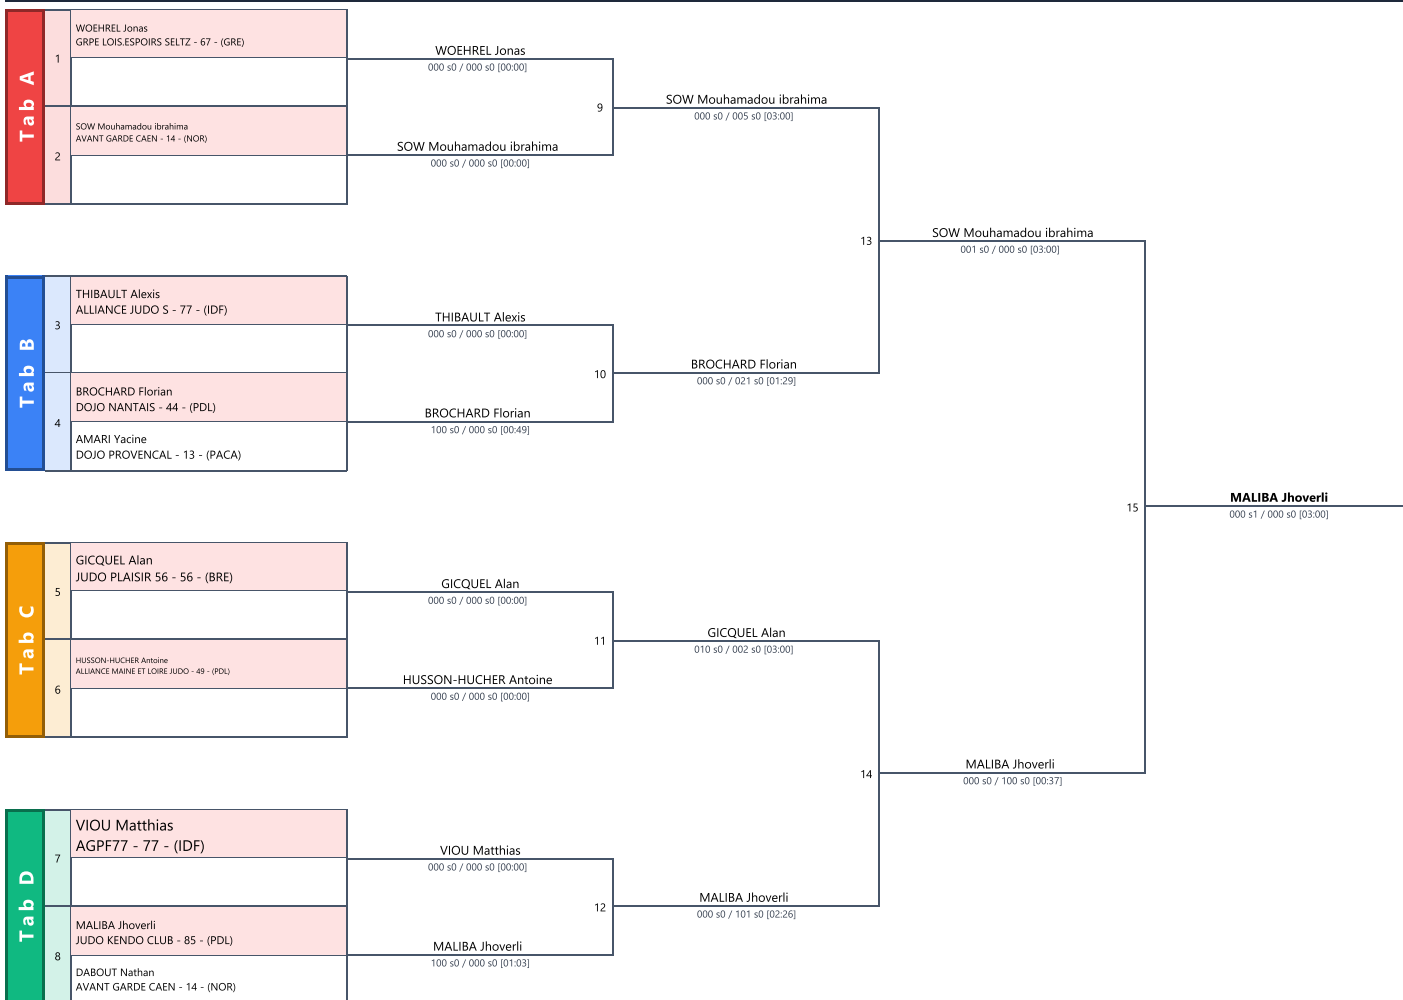 Tab A
1
WOEHREL Jonas
GRPE LOIS.ESPOIRS SELTZ - 67 - (GRE)
2
SOW Mouhamadou ibrahima
AVANT GARDE CAEN - 14 - (NOR)
WOEHREL Jonas
000 s0 / 000 s0 [00:00]
9
SOW Mouhamadou ibrahima
000 s0 / 000 s0 [00:00]
SOW Mouhamadou ibrahima
000 s0 / 005 s0 [03:00]
13
SOW Mouhamadou ibrahima
001 s0 / 000 s0 [03:00]
Tab B
3
THIBAULT Alexis
ALLIANCE JUDO S - 77 - (IDF)
4
BROCHARD Florian
DOJO NANTAIS - 44 - (PDL)
AMARI Yacine
DOJO PROVENCAL - 13 - (PACA)
THIBAULT Alexis
000 s0 / 000 s0 [00:00]
10
BROCHARD Florian
100 s0 / 000 s0 [00:49]
BROCHARD Florian
000 s0 / 021 s0 [01:29]
15
MALIBA Jhoverli
000 s1 / 000 s0 [03:00]
Tab C
5
GICQUEL Alan
JUDO PLAISIR 56 - 56 - (BRE)
6
HUSSON-HUCHER Antoine
ALLIANCE MAINE ET LOIRE JUDO - 49 - (PDL)
GICQUEL Alan
000 s0 / 000 s0 [00:00]
11
HUSSON-HUCHER Antoine
000 s0 / 000 s0 [00:00]
GICQUEL Alan
010 s0 / 002 s0 [03:00]
14
MALIBA Jhoverli
000 s0 / 100 s0 [00:37]
Tab D
7
VIOU Matthias
AGPF77 - 77 - (IDF)
8
MALIBA Jhoverli
JUDO KENDO CLUB - 85 - (PDL)
DABOUT Nathan
AVANT GARDE CAEN - 14 - (NOR)
VIOU Matthias
000 s0 / 000 s0 [00:00]
12
MALIBA Jhoverli
100 s0 / 000 s0 [01:03]
MALIBA Jhoverli
000 s0 / 101 s0 [02:26]